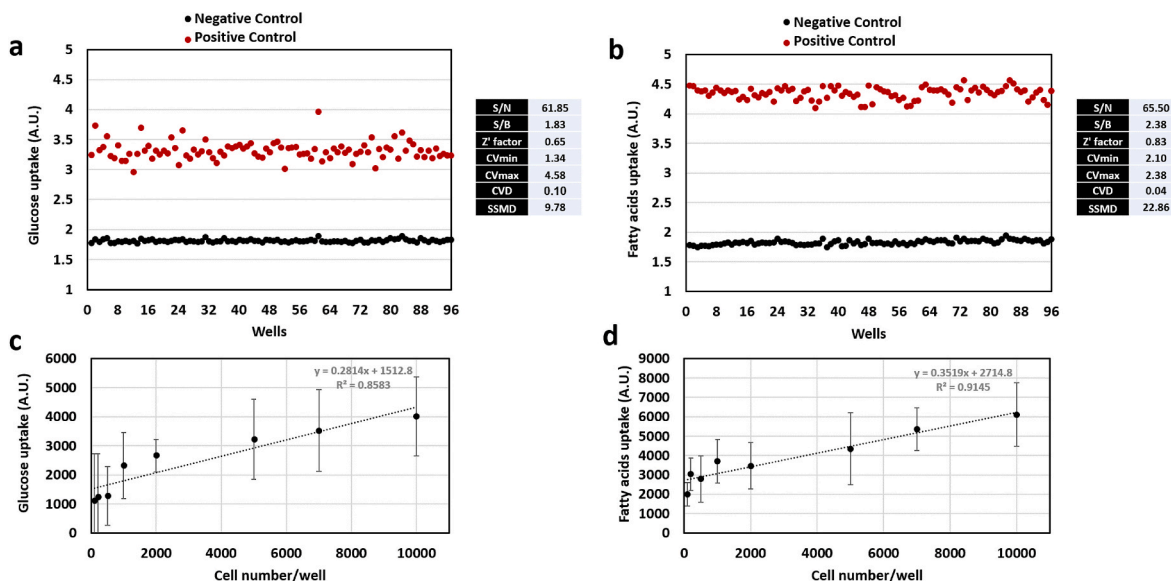 Negative Control
Positive Control
a
Glucose uptake (A.U.)
5
4.5
4
3.5
3
2.5
2
1.5
1
0 8 16 24 32 40 48 56 64 72 80 88 96
Wells
S/N 61.85
S/B 1.83
Z' factor 0.65
CVmin 1.34
CVmax 4.58
CVD 0.10
SSMD 9.78
Negative Control
Positive Control
b
Fatty acids uptake (A.U.)
5
4.5
4
3.5
3
2.5
2
1.5
1
0 8 16 24 32 40 48 56 64 72 80 88 96
Wells
S/N 65.50
S/B 2.38
Z' factor 0.83
CVmin 2.10
CVmax 2.38
CVD 0.04
SSMD 22.86
c
Glucose uptake (A.U.)
6000
5000
4000
3000
2000
1000
0
y = 0.2814x + 1512.8
R² = 0.8583
0 2000 4000 6000 8000 10000
Cell number/well
d
Fatty acids uptake (A.U.)
9000
8000
7000
6000
5000
4000
3000
2000
1000
0
y = 0.3519x + 2714.8
R² = 0.9145
0 2000 4000 6000 8000 10000
Cell number/well